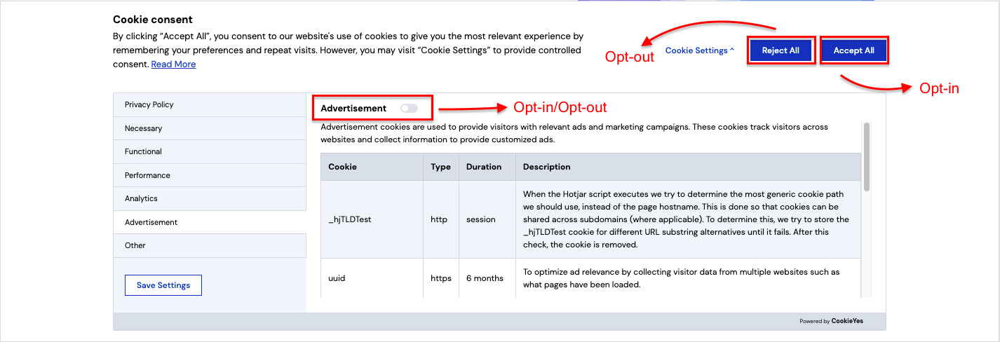 Cookie consent
By clicking “Accept All”, you consent to our website's use of cookies to give you the most relevant experience by
remembering your preferences and repeat visits. However, you may visit “Cookie Settings” to provide controlled
consent. Read More
Opt-out
Cookie Settings ^
Reject All
Accept All
Opt-in
Privacy Policy
Necessary
Functional
Performance
Analytics
Advertisement
Other
Save Settings
Advertisement
Opt-in/Opt-out
Advertisement cookies are used to provide visitors with relevant ads and marketing campaigns. These cookies track visitors across
websites and collect information to provide customized ads.
Cookie Type Duration Description
_hjTLDTest http session
When the Hotjar script executes we try to determine the most generic cookie path
we should use, instead of the page hostname. This is done so that cookies can be
shared across subdomains (where applicable). To determine this, we try to store the
_hjTLDTest cookie for different URL substring alternatives until it fails. After this
check, the cookie is removed.
uuid https 6 months
To optimize ad relevance by collecting visitor data from multiple websites such as
what pages have been loaded.
Powered by CookieYes